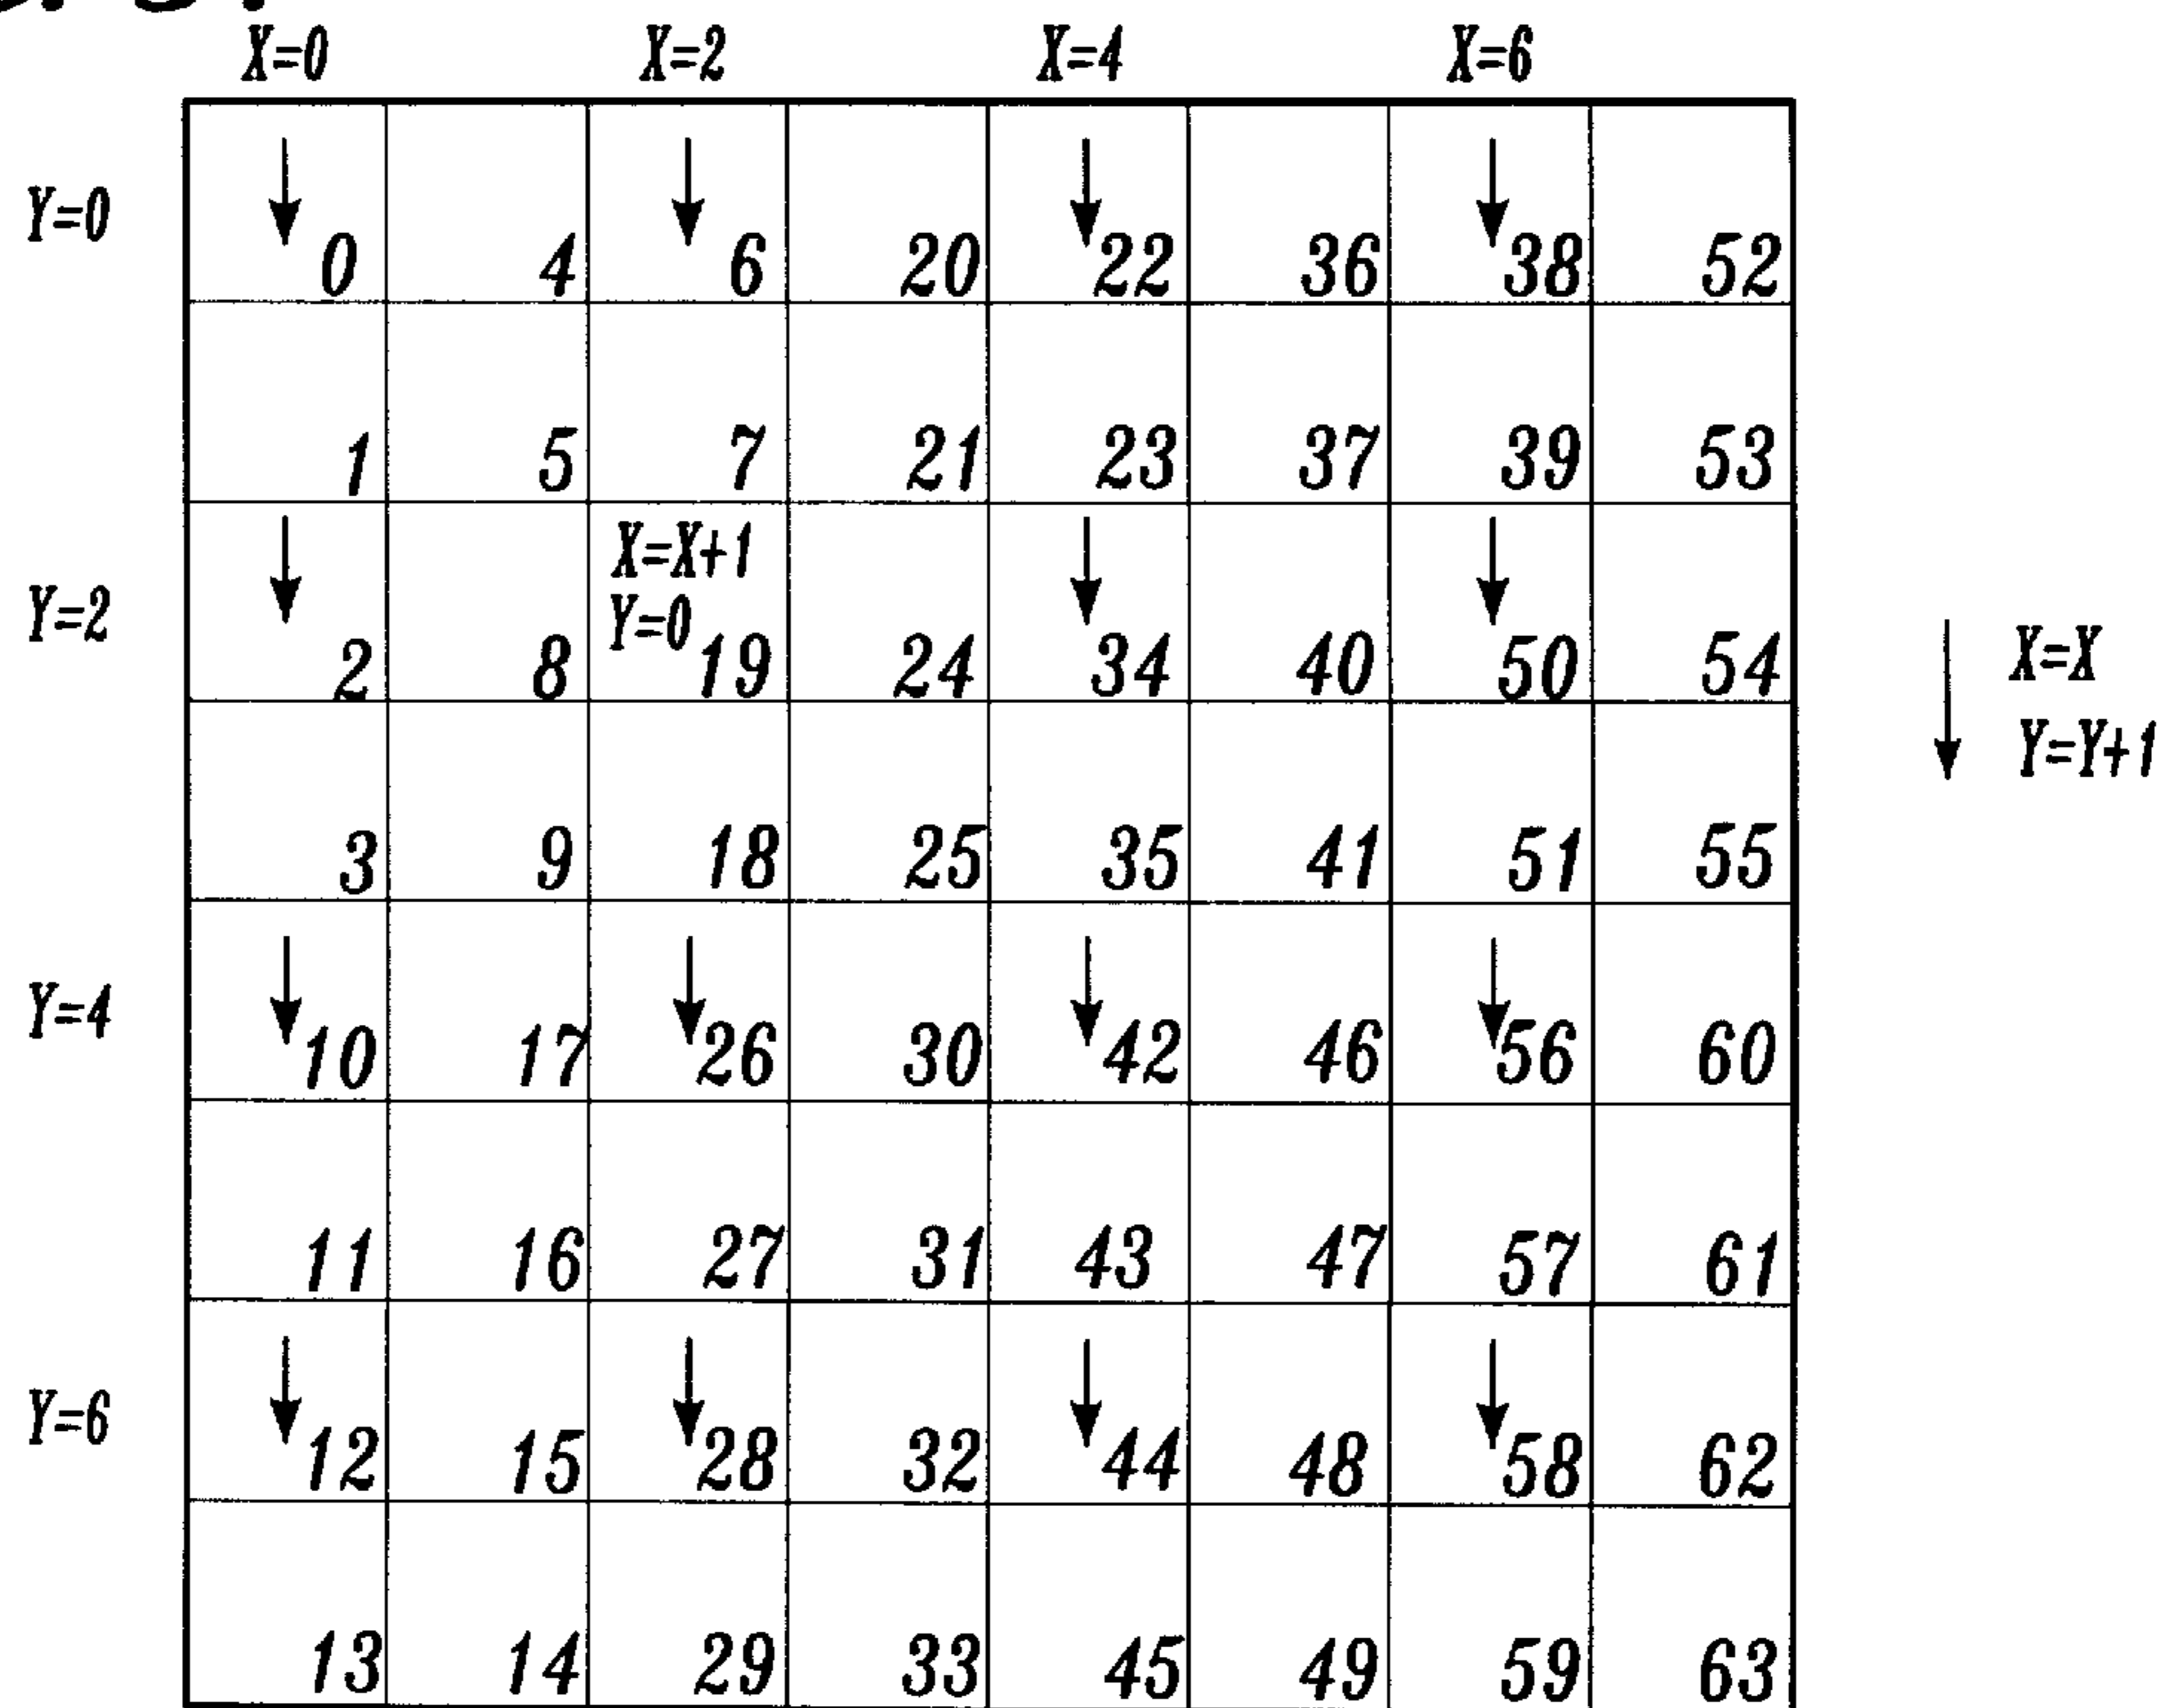 X=0 X=2 X=4 X=6
Y=0 0 4 6 20 22 36 38 52
1 5 7 21 23 37 39 53
X=X+1
Y=2 2 8 Y=0 19 24 34 40 50 54
X=X
Y=Y+1
3 9 18 25 35 41 51 55
Y=4 10 17 26 30 42 46 56 60
11 16 27 31 43 47 57 61
Y=6 12 15 28 32 44 48 58 62
13 14 29 33 45 49 59 63